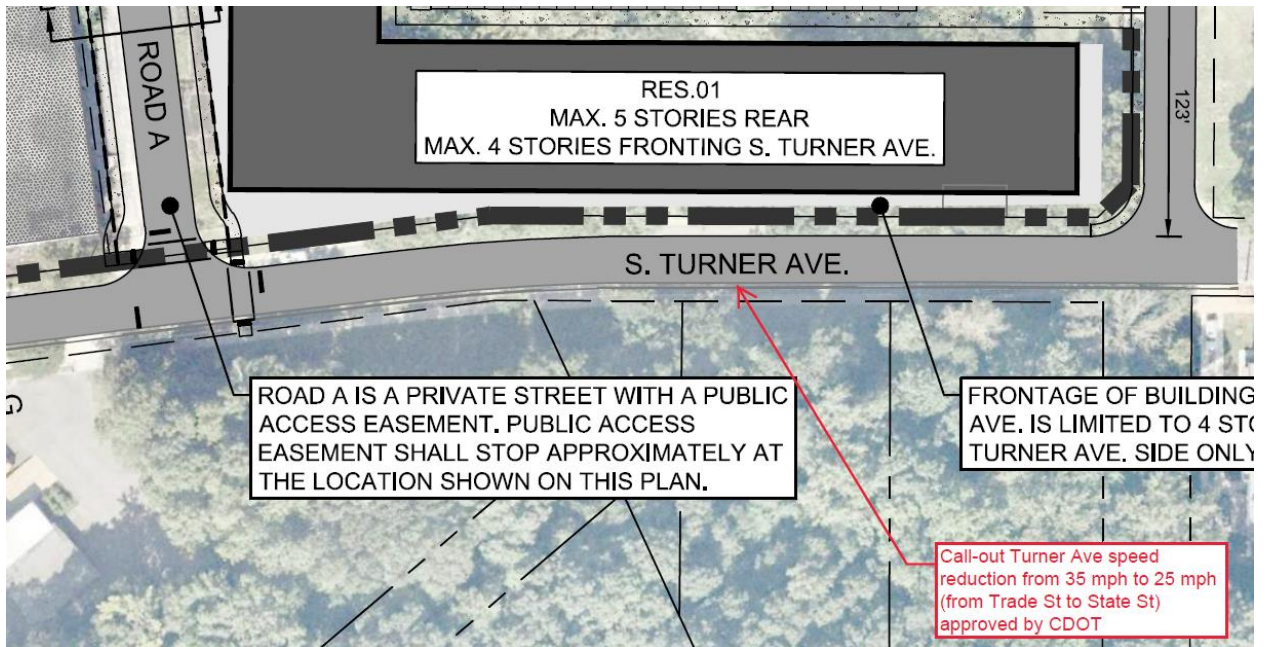 ROAD A
RES.01
MAX. 5 STORIES REAR
MAX. 4 STORIES FRONTING S. TURNER AVE.
123'
S. TURNER AVE.
ROAD A IS A PRIVATE STREET WITH A PUBLIC
ACCESS EASEMENT. PUBLIC ACCESS
EASEMENT SHALL STOP APPROXIMATELY AT
THE LOCATION SHOWN ON THIS PLAN.
FRONTAGE OF BUILDING
AVE. IS LIMITED TO 4
TURNER AVE. SIDE ONLY
G
Call-out Turner Ave speed
reduction from 35 mph to 25 mph
(from Trade St to State St)
approved by CDOT